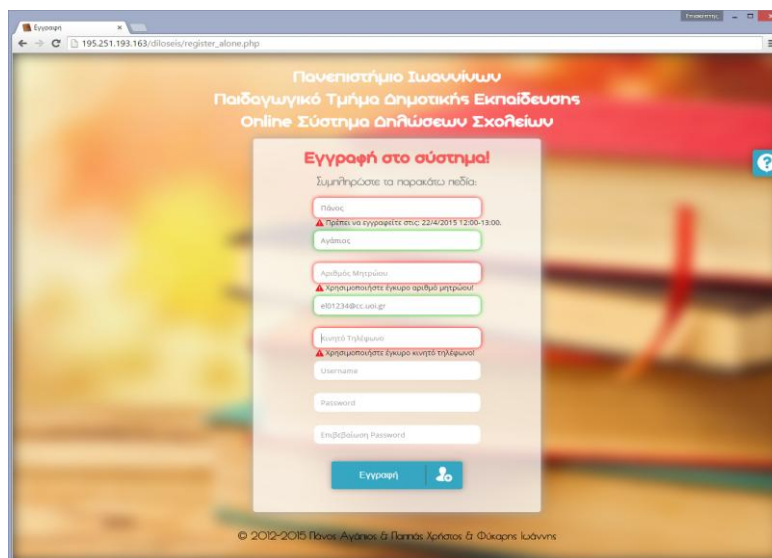 Επισκέπτης
Εγγραφή
195.251.193.163/diloseis/register_alone.php
Πανεπιστήμιο Ιωαννίνων
Παιδαγωγικό Τμήμα Δημοτικής Εκπαίδευσης
Online Σύστημα Δηλώσεων Σχολείων
?
Εγγραφή στο σύστημα!
Συμπληρώστε τα παρακάτω πεδία:
Πάνος
Πρέπει να εγγραφείτε στις: 22/4/2015 12:00-13:00.
Αγάπιος
Αριθμός Μητρώου
Χρησιμοποιήστε έγκυρο αριθμό μητρώου!
el01234@cc.uoi.gr
Κινητό Τηλέφωνο
Χρησιμοποιήστε έγκυρο κινητό τηλέφωνο!
Username
Password
Επιβεβαίωση Password
Εγγραφή
© 2012-2015 Πάνος Αγάπιος & Παππάς Χρήστος & Φύκαρης Ιωάννης